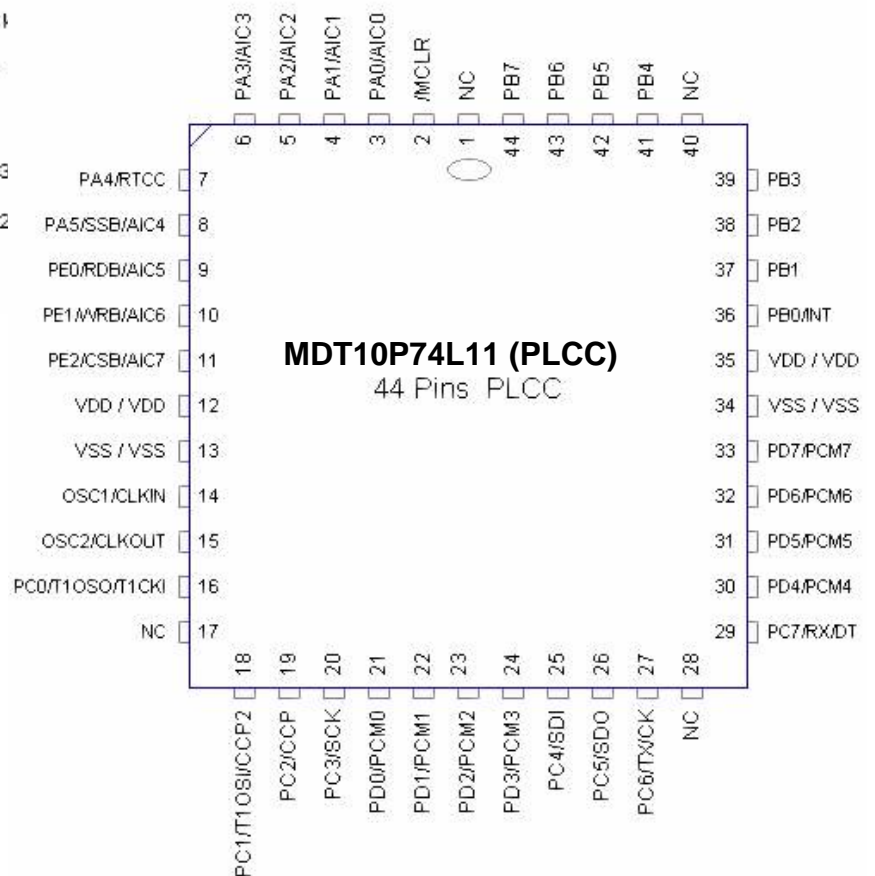 PA3/AIC3
PA2/AIC2
PA1/AIC1
PA0/AIC0
/MCLR
NC
PB7
PB6
PB5
PB4
NC
6
5
4
3
2
1
44
43
42
41
40
3
2
PA4/RTCC 7
PA5/SSB/AIC4 8
PE0/RDB/AIC5 9
PE1/WRB/AIC6 10
PE2/CSB/AIC7 11
VDD / VDD 12
VSS / VSS 13
OSC1/CLKIN 14
OSC2/CLKOUT 15
PC0/T1OSO/T1CKI 16
NC 17
MDT10P74L11 (PLCC)
44 Pins PLCC
39 PB3
38 PB2
37 PB1
36 PB0/INT
35 VDD / VDD
34 VSS / VSS
33 PD7/PCM7
32 PD6/PCM6
31 PD5/PCM5
30 PD4/PCM4
29 PC7/RX/DT
18
19
20
21
22
23
24
25
26
27
28
PC1/T1OSI/CCP2
PC2/CCP
PC3/SCK
PD0/PCM0
PD1/PCM1
PD2/PCM2
PD3/PCM3
PC4/SDI
PC5/SDO
PC6/TX/CK
NC